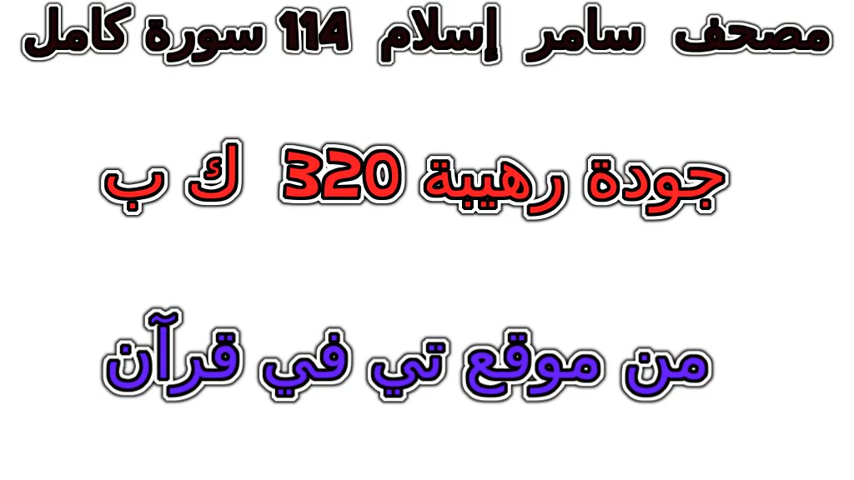 مصحف سامر إسلام 114 سورة كامل
جودة رهيبة 320 ك ب
من موقع تي في قرآن